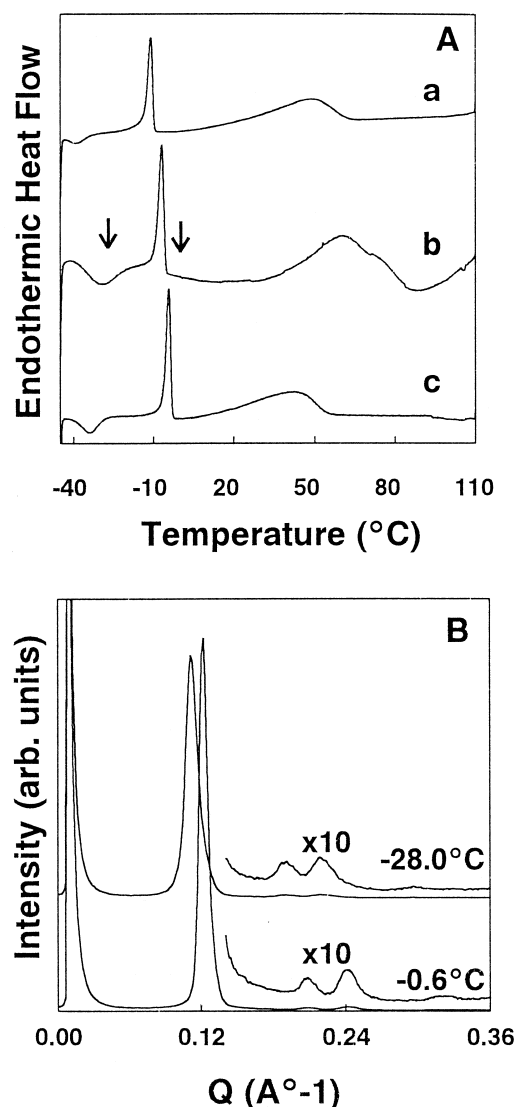 A
a
b
c
Endothermic Heat Flow
-40 -10 20 50 80 110
Temperature (°C)
B
x10 -28.0°C
x10 -0.6°C
Intensity (arb. units)
0.00 0.12 0.24 0.36
Q (A°-1)